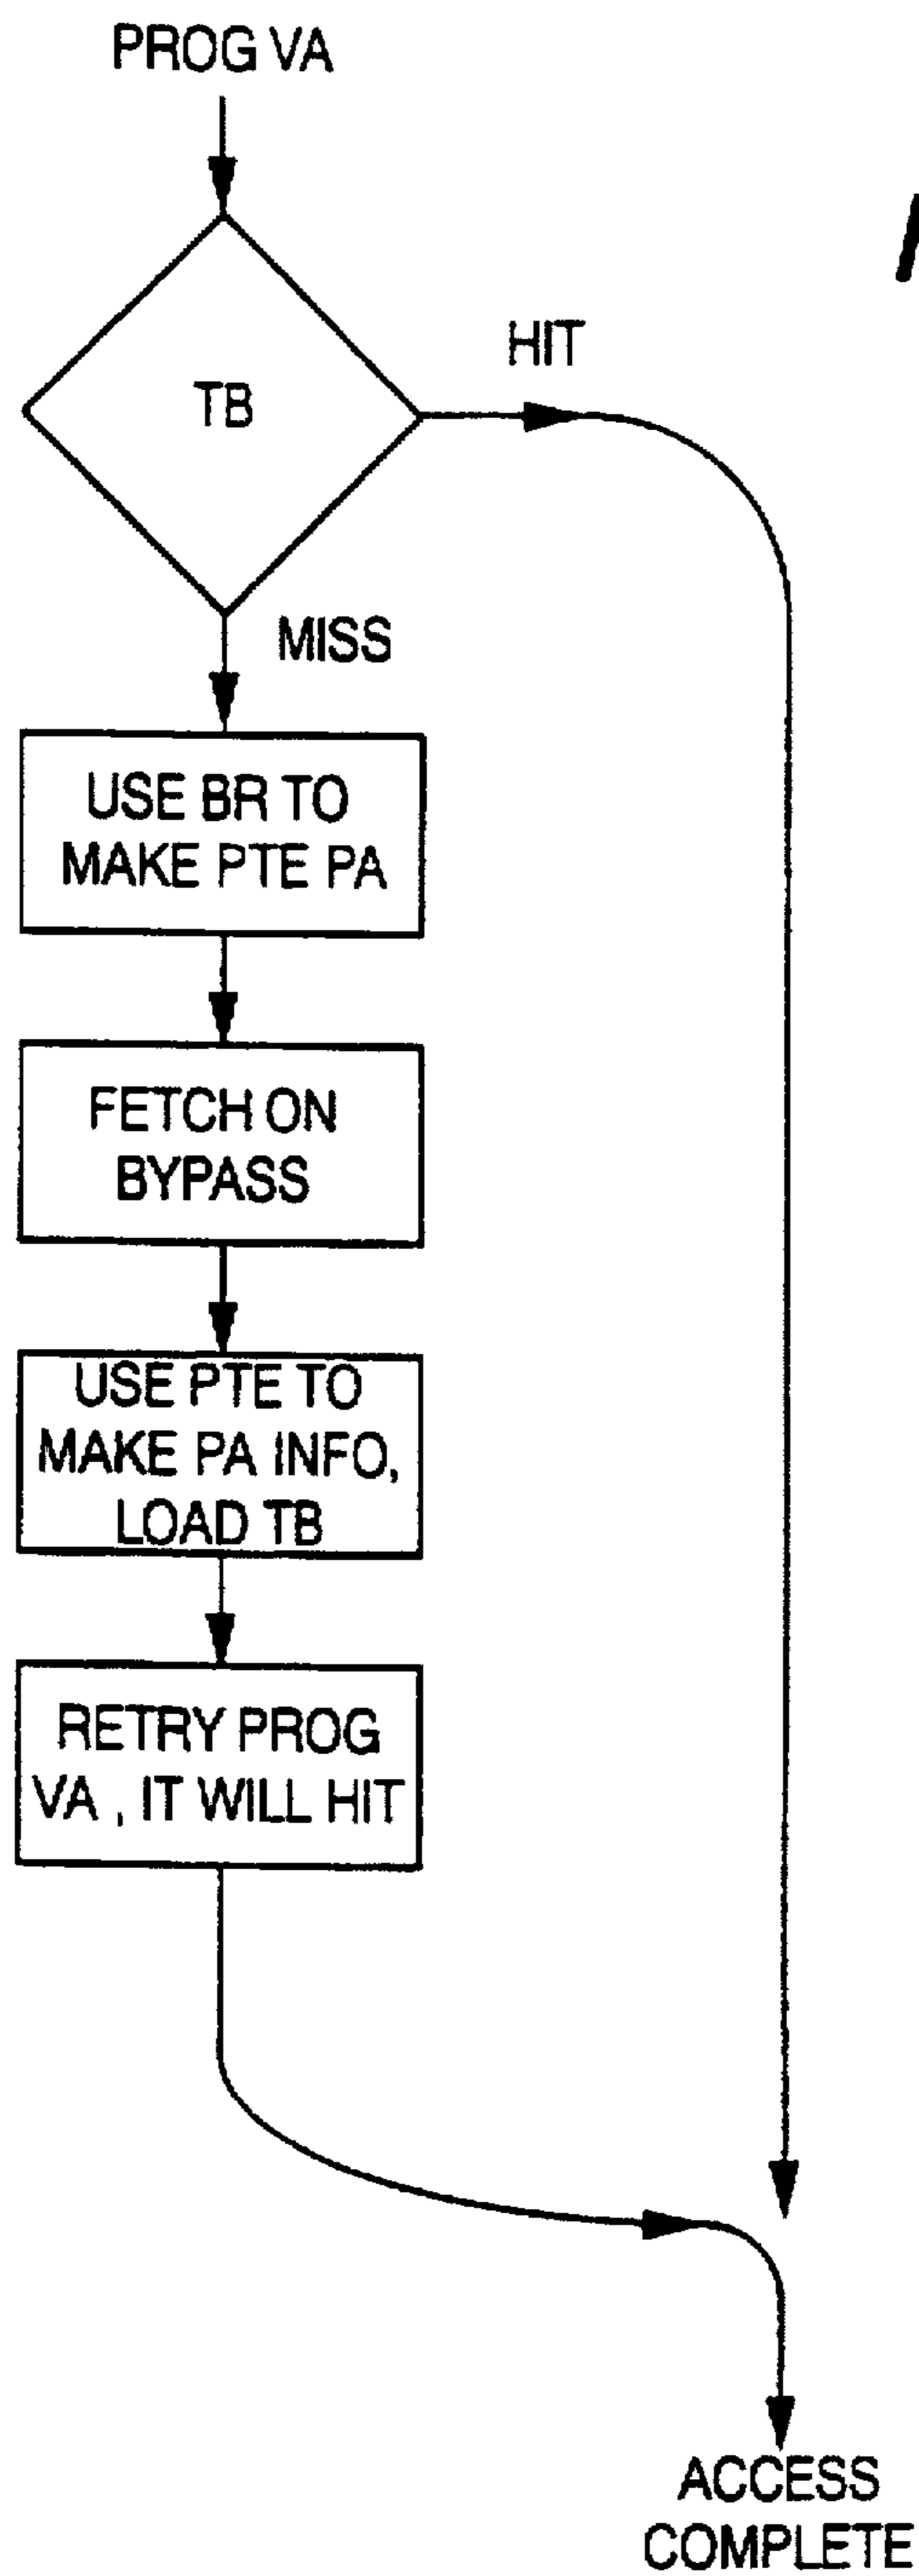 PROG VA
TB
HIT
MISS
USE BR TO
MAKE PTE PA
FETCH ON
BYPASS
USE PTE TO
MAKE PA INFO,
LOAD TB
RETRY PROG
VA , IT WILL HIT
ACCESS
COMPLETE